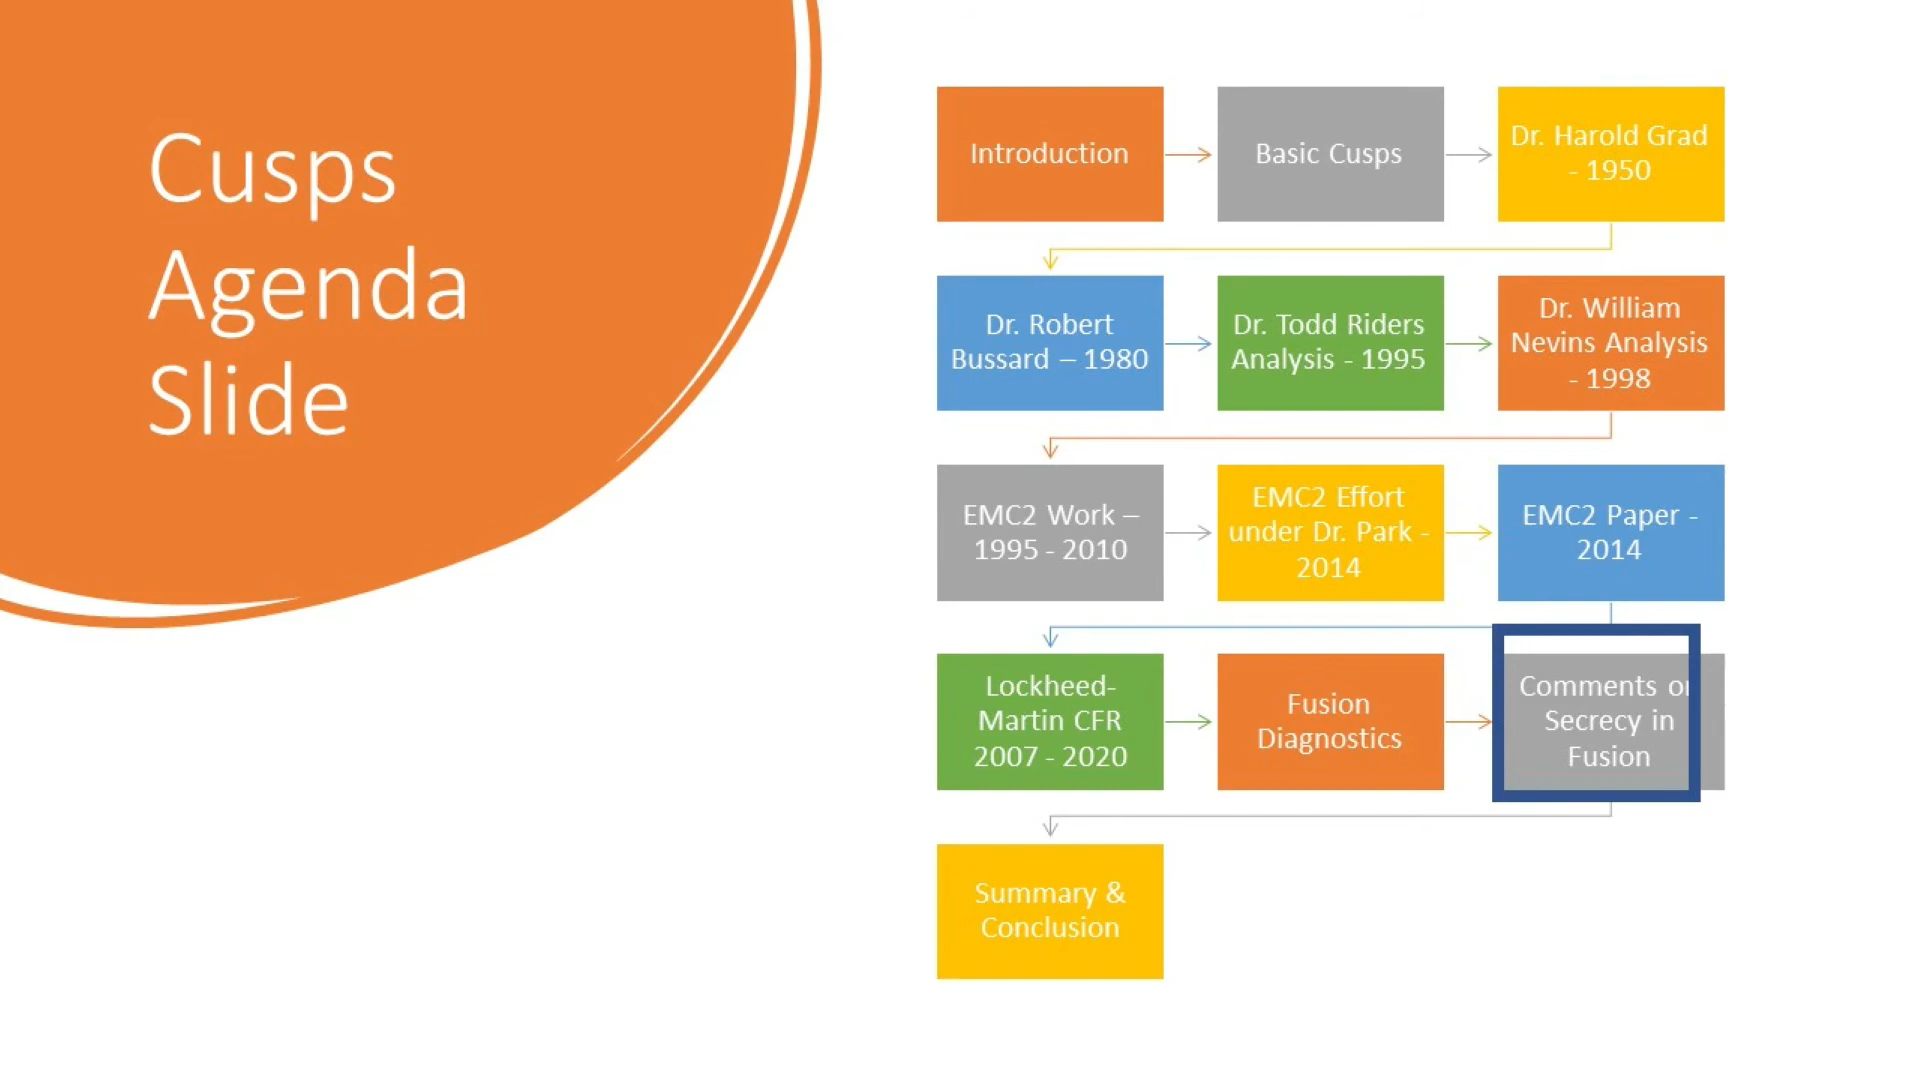 Cusps
Agenda
Slide
Introduction
Basic Cusps
Dr. Harold Grad
- 1950
Dr. Robert
Bussard – 1980
Dr. Todd Riders
Analysis - 1995
Dr. William
Nevins Analysis
- 1998
EMC2 Work –
1995 - 2010
EMC2 Effort
under Dr. Park -
2014
EMC2 Paper -
2014
Lockheed-
Martin CFR
2007 - 2020
Fusion
Diagnostics
Comments on
Secrecy in
Fusion
Summary &
Conclusion